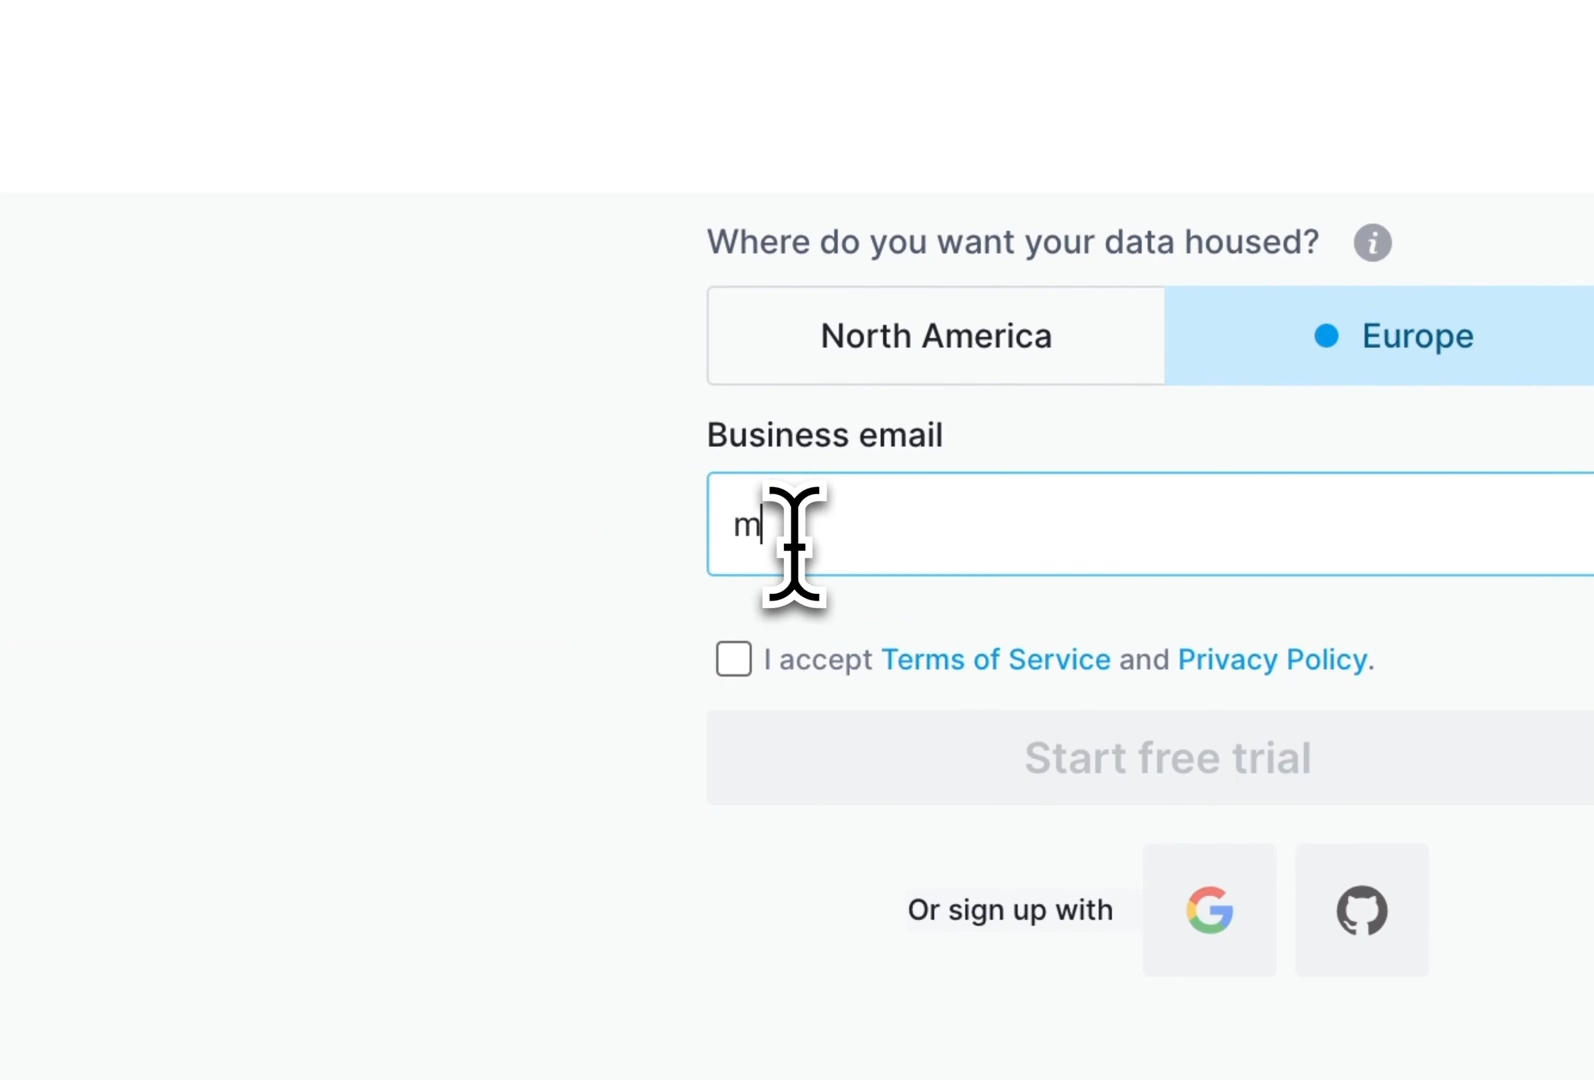 Where do you want your data housed?
North America
Europe
Business email
m
I accept Terms of Service and Privacy Policy.
Start free trial
Or sign up with